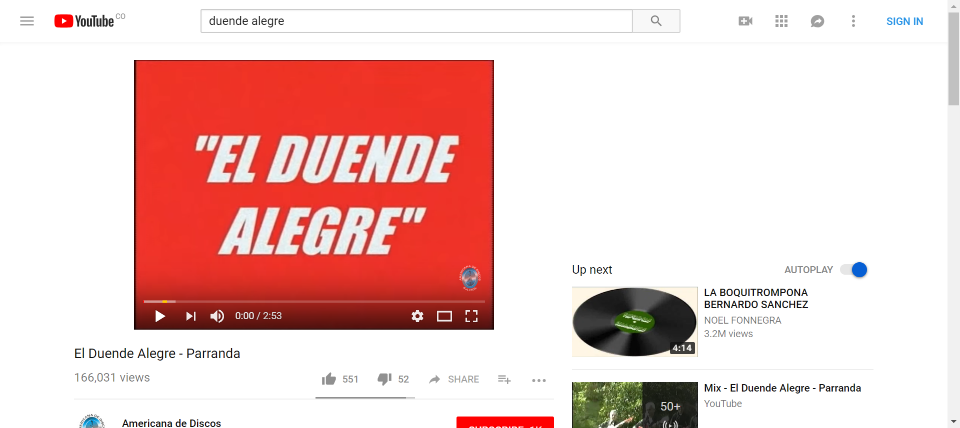 YouTube CO
duende alegre
SIGN IN
"EL DUENDE
ALEGRE"
0:00 / 2:53
El Duende Alegre - Parranda
166,031 views
551
52
SHARE
Americana de Discos
Up next
AUTOPLAY
4:14
LA BOQUITROMPONA
BERNARDO SANCHEZ
NOEL FONNEGRA
3.2M views
50+
Mix - El Duende Alegre - Parranda
YouTube